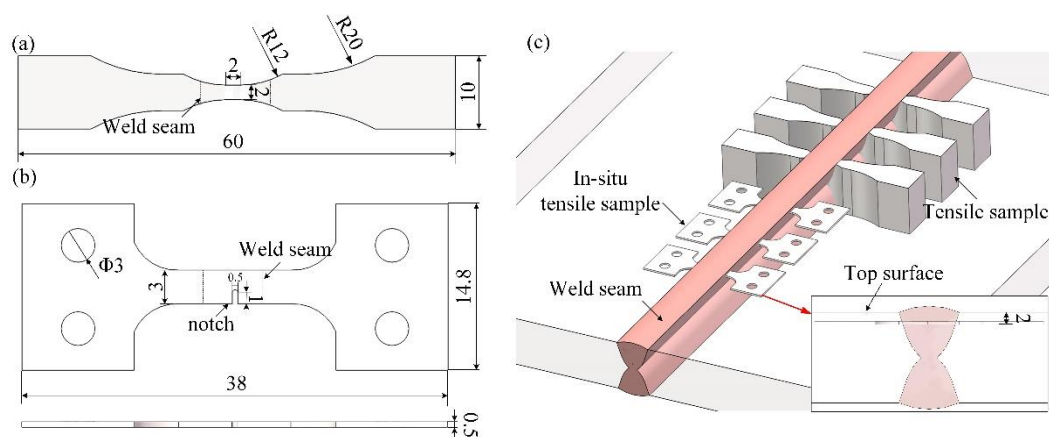 (a)
2
R12
R20
2
10
Weld seam
60
(b)
Φ3
3
0.5
Weld seam
1
notch
14.8
38
0.5
(c)
In-situ
tensile sample
Tensile sample
Weld seam
Top surface
2